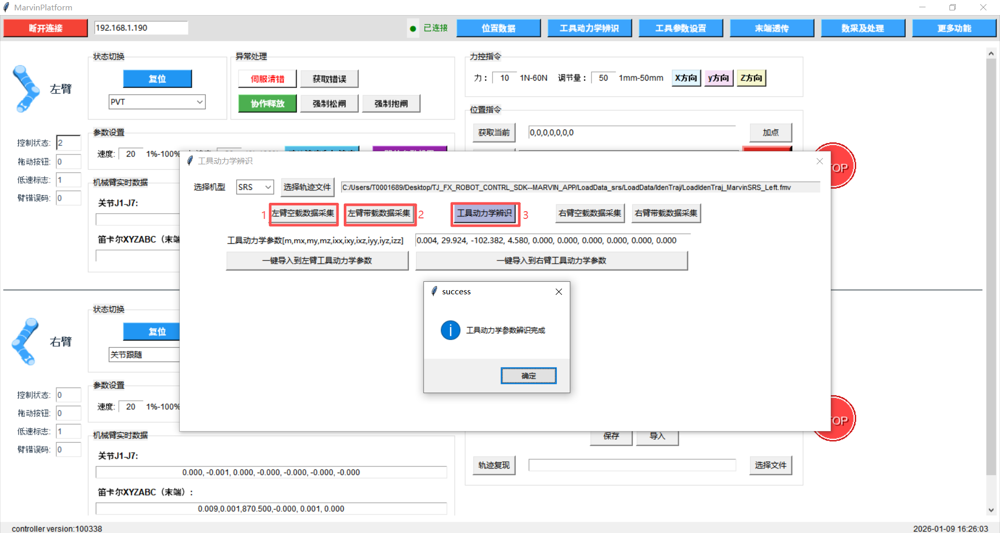 MarvinPlatform
断开连接 192.168.1.190 已连接 位置数据 工具动力学辨识 工具参数设置 末端透传 数采及处理 更多功能
状态切换 异常处理 力控指令
左臂 复位 伺服清错 获取错误 力： 10 1N-60N 调节量： 50 1mm-50mm X方向 y方向 Z方向
PVT 协作释放 强制松闸 强制抱闸
位置指令
参数设置 获取当前 0,0,0,0,0,0,0 加点
控制状态: 2
速度: 20 1%-100%
拖动按钮: 0
低速标志: 1
机械臂实时数据
臂错误码: 0
关节J1-J7:
笛卡尔XYZABC（末端
工具动力学辨识
选择机型 SRS 选择轨迹文件 C:/Users/T0001689/Desktop/TJ_FX_ROBOT_CONTRL_SDK--MARVIN_APP/LoadData_srs/LoadData/IdenTraj/LoadIdenTraj_MarvinSRS_Left.fmv
1 左臂空载数据采集 左臂带载数据采集 2 工具动力学辨识 3 右臂空载数据采集 右臂带载数据采集
工具动力学参数[m,mx,my,mz,ixx,ixy,ixz,iyy,iyz,izz] 0.004, 29.924, -102.382, 4.580, 0.000, 0.000, 0.000, 0.000, 0.000, 0.000
一键导入到左臂工具动力学参数 一键导入到右臂工具动力学参数
success
工具动力学参数辨识完成
确定
OP
状态切换
右臂 复位
关节跟随
参数设置
控制状态: 0
速度: 20 1%-100%
拖动按钮: 0
低速标志: 1
臂错误码: 0
OP
机械臂实时数据
关节J1-J7:
0.000, -0.001, 0.000, -0.000, -0.000, -0.000, -0.000
笛卡尔XYZABC（末端）:
0.009,0.001,870.500,-0.000, 0.001, 0.000
保存 导入
轨迹复现 选择文件
controller version:100338 2026-01-09 16:26:03